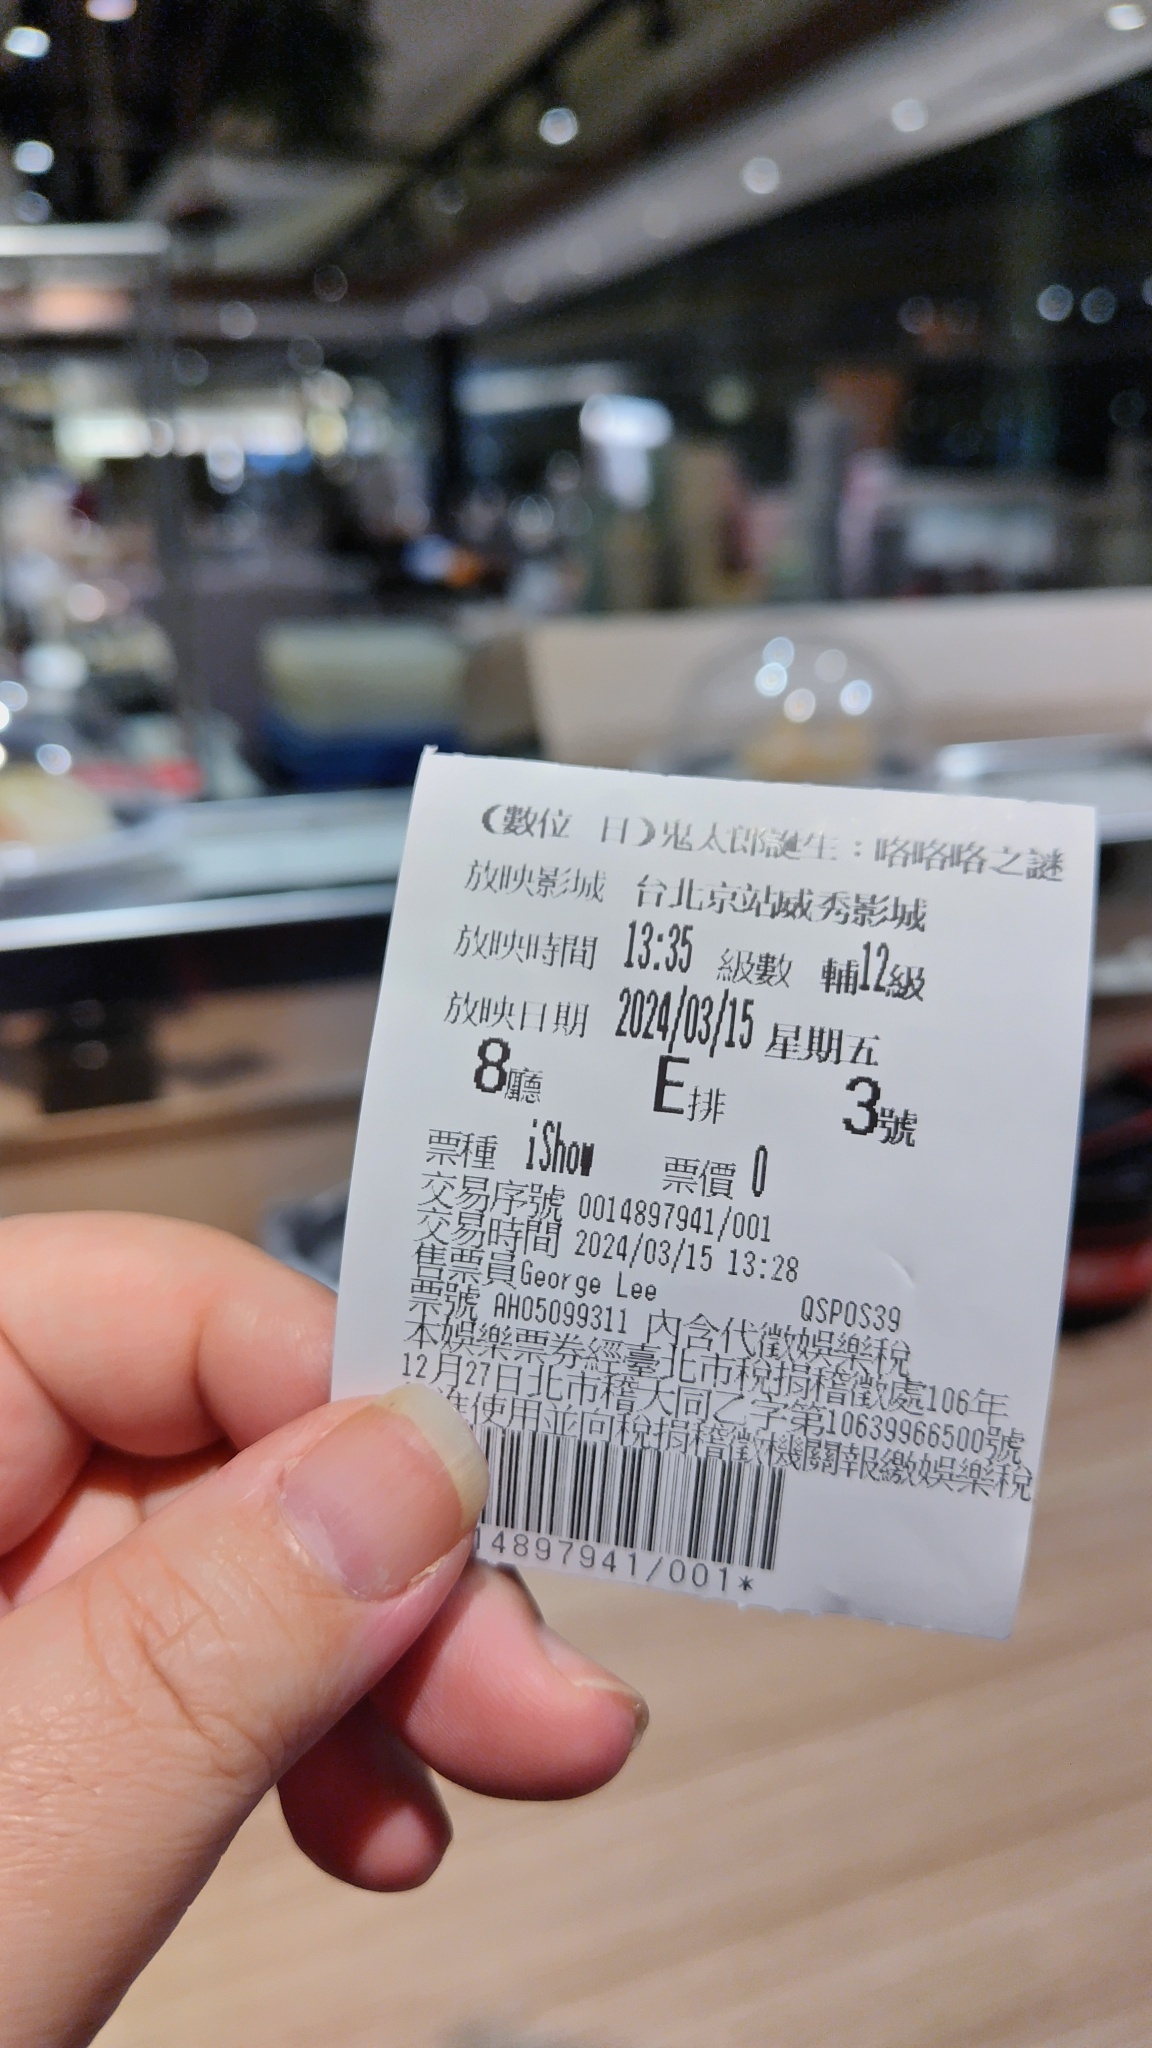 (數位 日)鬼太郎誕生：咯咯咯之謎
放映影城 台北京站威秀影城
放映時間 13:35 級數 輔12級
放映日期 2024/03/15 星期五
8廳 E排 3號
票種 iShow 票價 0
交易序號 0014897941/001
交易時間 2024/03/15 13:28
售票員George Lee QSPOS39
票號 AH05099311 內含代徵娛樂稅
本娛樂票券經臺北市稅捐稽徵處106年
12月27日北市稽大同乙字第10639966500號
准使用並向稅捐稽徵機關報繳娛樂稅
14897941/001*